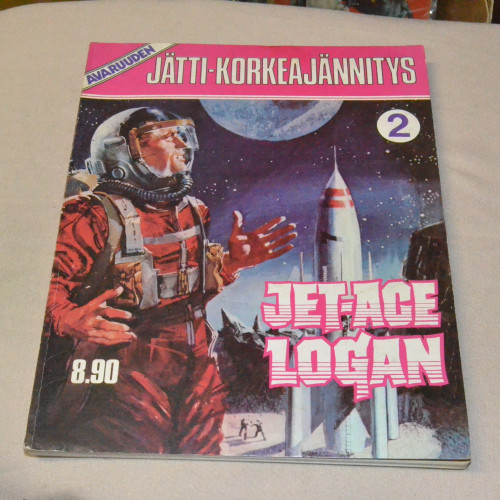 AVARUUDEN
JÄTTI-KORKEAJÄNNITYS
2
JET-ACE
LOGAN
8.90